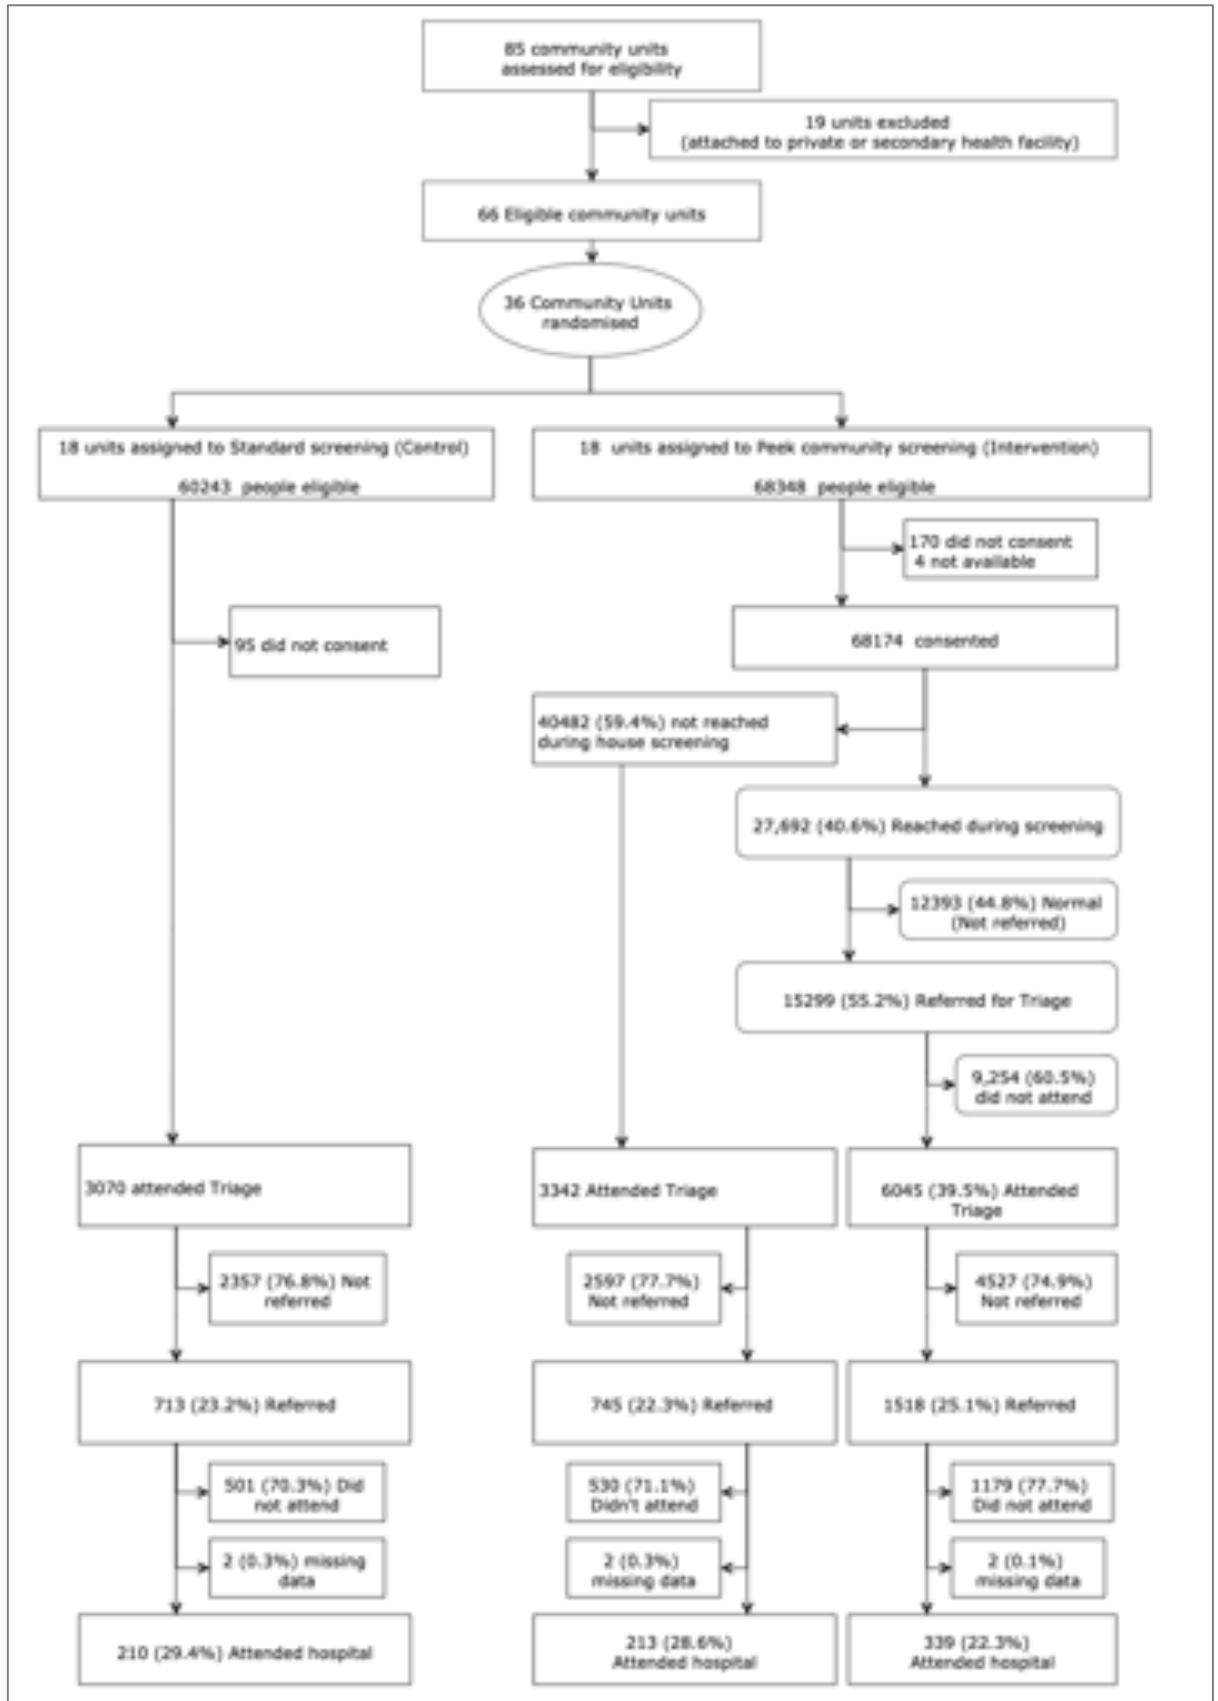 85 community units
assessed for eligibility
19 units excluded
(attached to private or secondary health facility)
66 Eligible community units
36 Community Units
randomised
18 units assigned to Standard screening (Control)
60243 people eligible
18 units assigned to Peek community screening (Intervention)
68348 people eligible
170 did not consent
4 not available
95 did not consent
68174 consented
40482 (59.4%) not reached
during house screening
27,692 (40.6%) Reached during screening
12393 (44.8%) Normal
(Not referred)
15299 (55.2%) Referred for Triage
9,254 (60.5%)
did not attend
3070 attended Triage
3342 Attended Triage
6045 (39.5%) Attended
Triage
2357 (76.8%) Not
referred
2597 (77.7%)
Not referred
4527 (74.9%)
Not referred
713 (23.2%) Referred
745 (22.3%) Referred
1518 (25.1%) Referred
501 (70.3%) Did
not attend
530 (71.1%)
Didn't attend
1179 (77.7%)
Did not attend
2 (0.3%) missing
data
2 (0.3%)
missing data
2 (0.1%)
missing data
210 (29.4%) Attended hospital
213 (28.6%)
Attended hospital
339 (22.3%)
Attended hospital